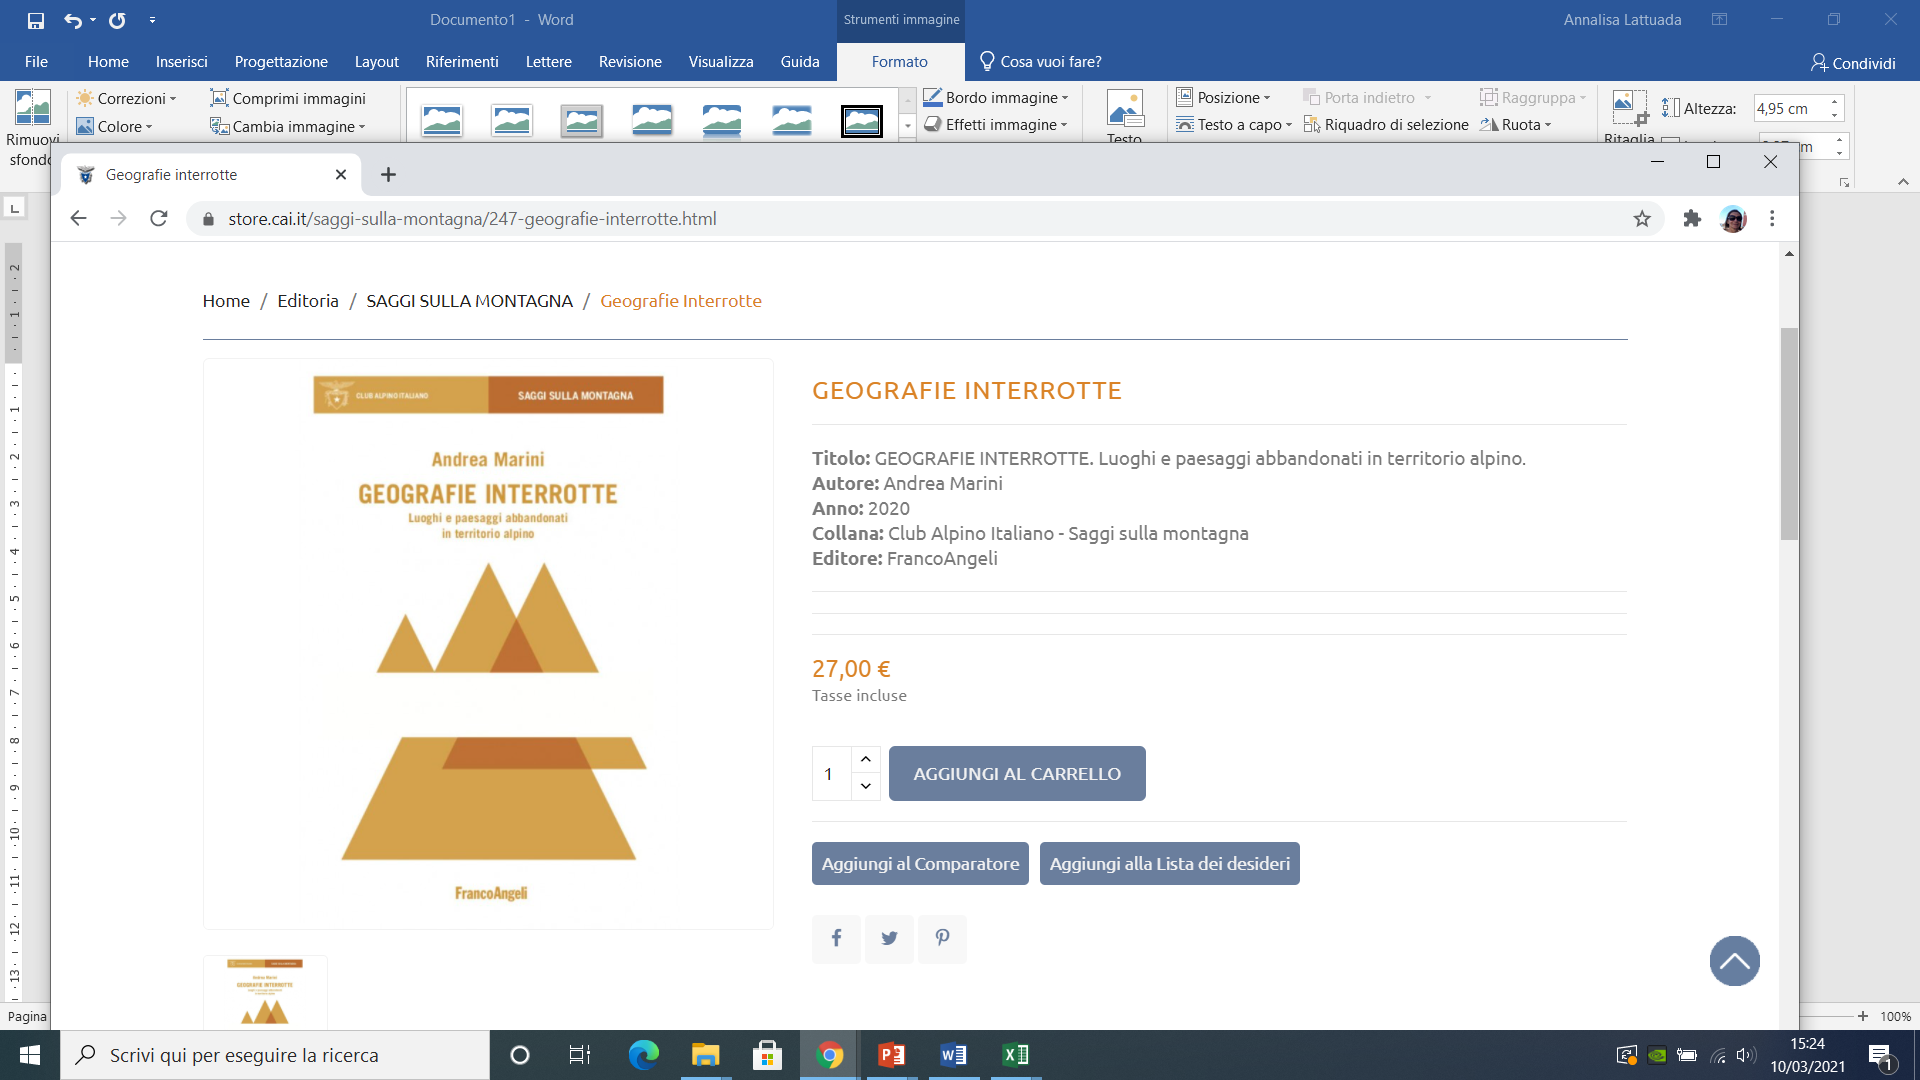 Documento1 - Word
Strumenti immagine
Annalisa Lattuada
File
Home
Inserisci
Progettazione
Layout
Riferimenti
Lettere
Revisione
Visualizza
Guida
Formato
Cosa vuoi fare?
Condividi
Correzioni
Comprimi immagini
Bordo immagine
Posizione
Porta indietro
Raggruppa
Altezza:
4,95 cm
Colore
Cambia immagine
Effetti immagine
Testo a capo
Riquadro di selezione
Ruota
Rimuovi
sfondo
Testo
Ritaglia
Geografie interrotte
store.cai.it/saggi-sulla-montagna/247-geografie-interrotte.html
Home / Editoria / SAGGI SULLA MONTAGNA / Geografie Interrotte
CLUB ALPINO ITALIANO
SAGGI SULLA MONTAGNA
Andrea Marini
GEOGRAFIE INTERROTTE
Luoghi e paesaggi abbandonati
in territorio alpino
FrancoAngeli
GEOGRAFIE INTERROTTE
Titolo: GEOGRAFIE INTERROTTE. Luoghi e paesaggi abbandonati in territorio alpino.
Autore: Andrea Marini
Anno: 2020
Collana: Club Alpino Italiano - Saggi sulla montagna
Editore: FrancoAngeli
27,00 €
Tasse incluse
1
AGGIUNGI AL CARRELLO
Aggiungi al Comparatore
Aggiungi alla Lista dei desideri
Andrea Marini
GEOGRAFIE INTERROTTE
Pagina
100%
Scrivi qui per eseguire la ricerca
15:24
10/03/2021
1